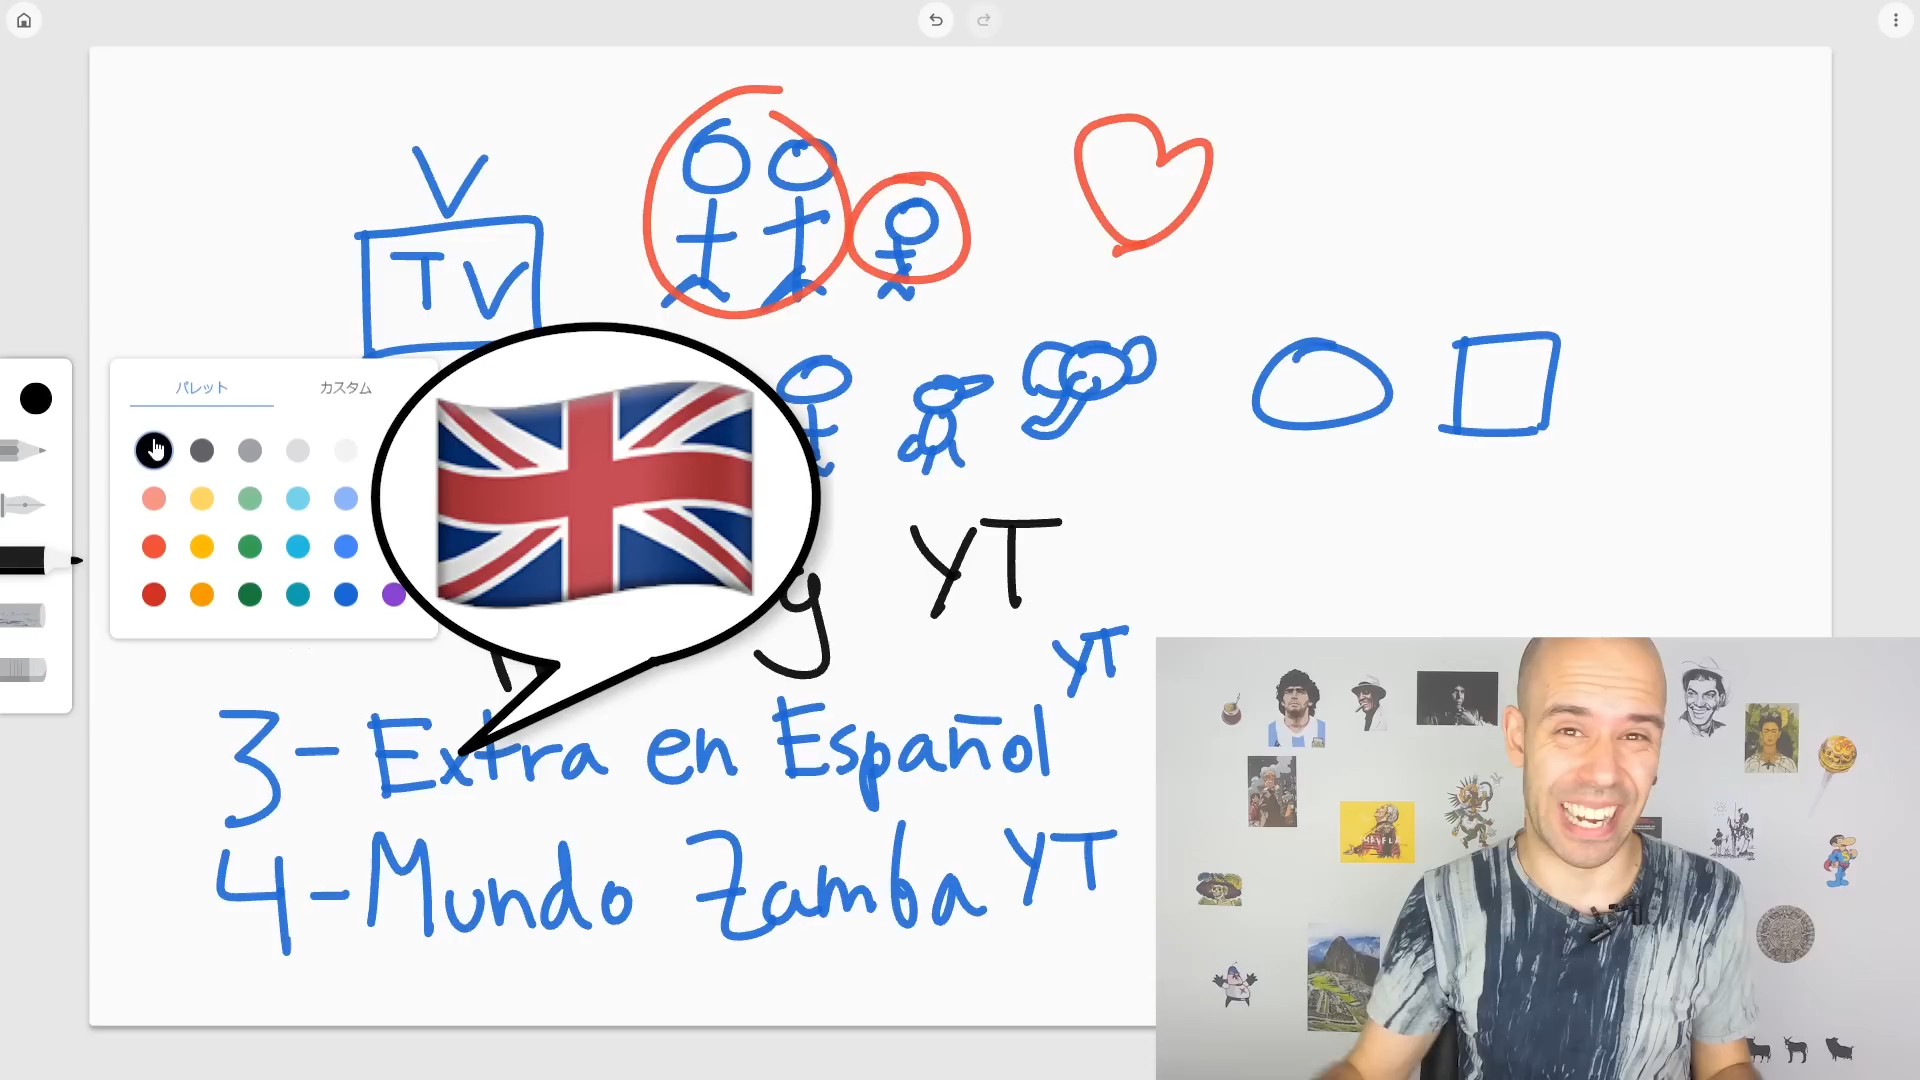 V
TV
パレット カスタム
y YT
YT
3- Extra en Español
4- Mundo Zamba YT